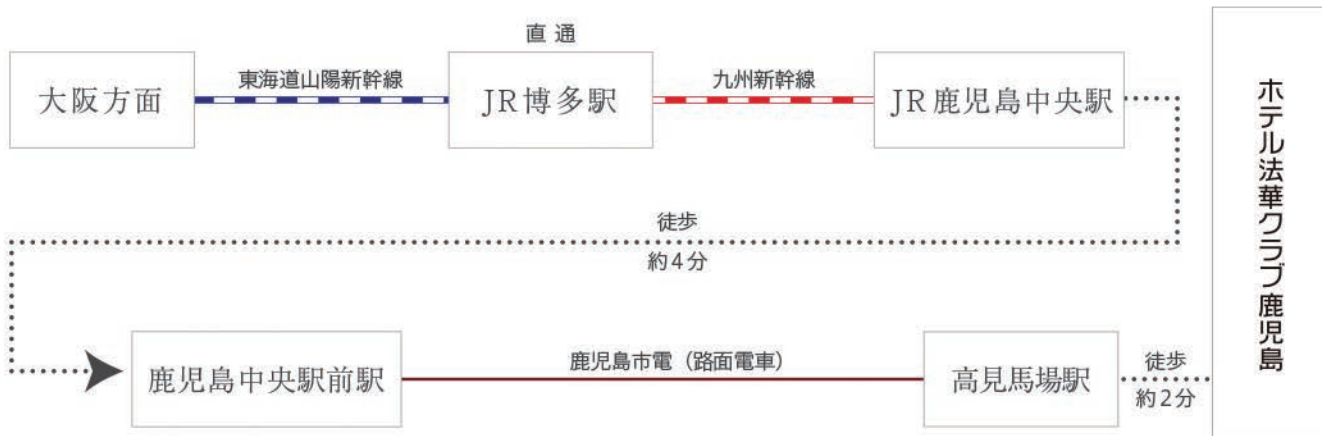 直通
大阪方面
東海道山陽新幹線
JR博多駅
九州新幹線
JR鹿児島中央駅
徒歩
約4分
鹿児島中央駅前駅
鹿児島市電（路面電車）
高見馬場駅
徒歩
約2分
ホテル法華クラブ鹿児島